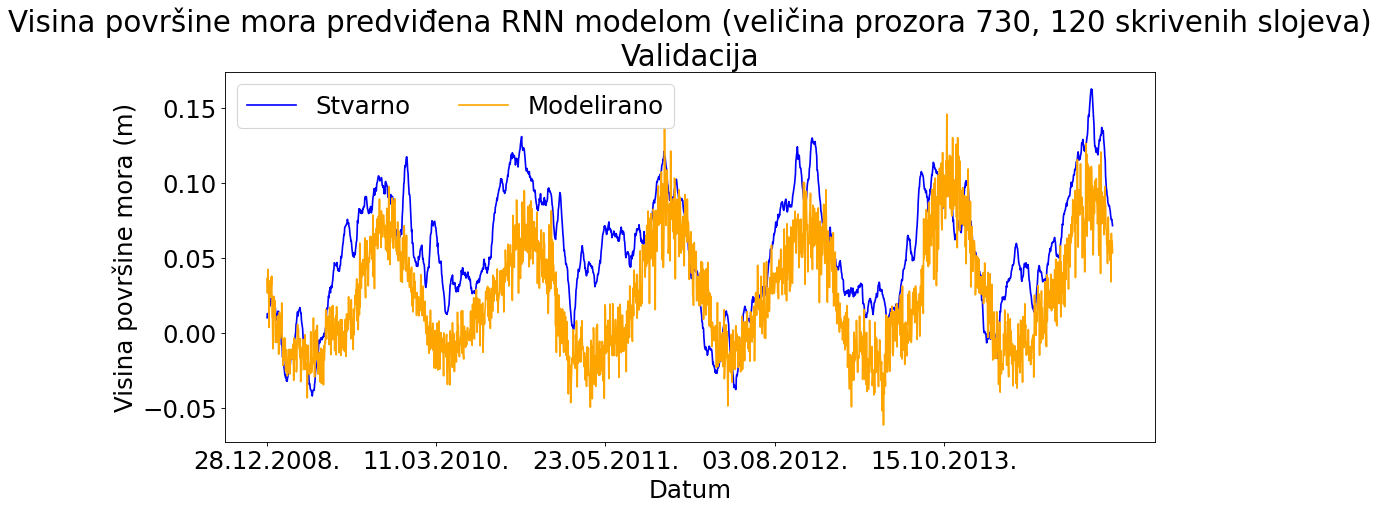 Visina površine mora predviđena RNN modelom (veličina prozora 730, 120 skrivenih slojeva)
Validacija
Stvarno Modelirano
Visina površine mora (m)
0.15
0.10
0.05
0.00
−0.05
28.12.2008. 11.03.2010. 23.05.2011. 03.08.2012. 15.10.2013.
Datum